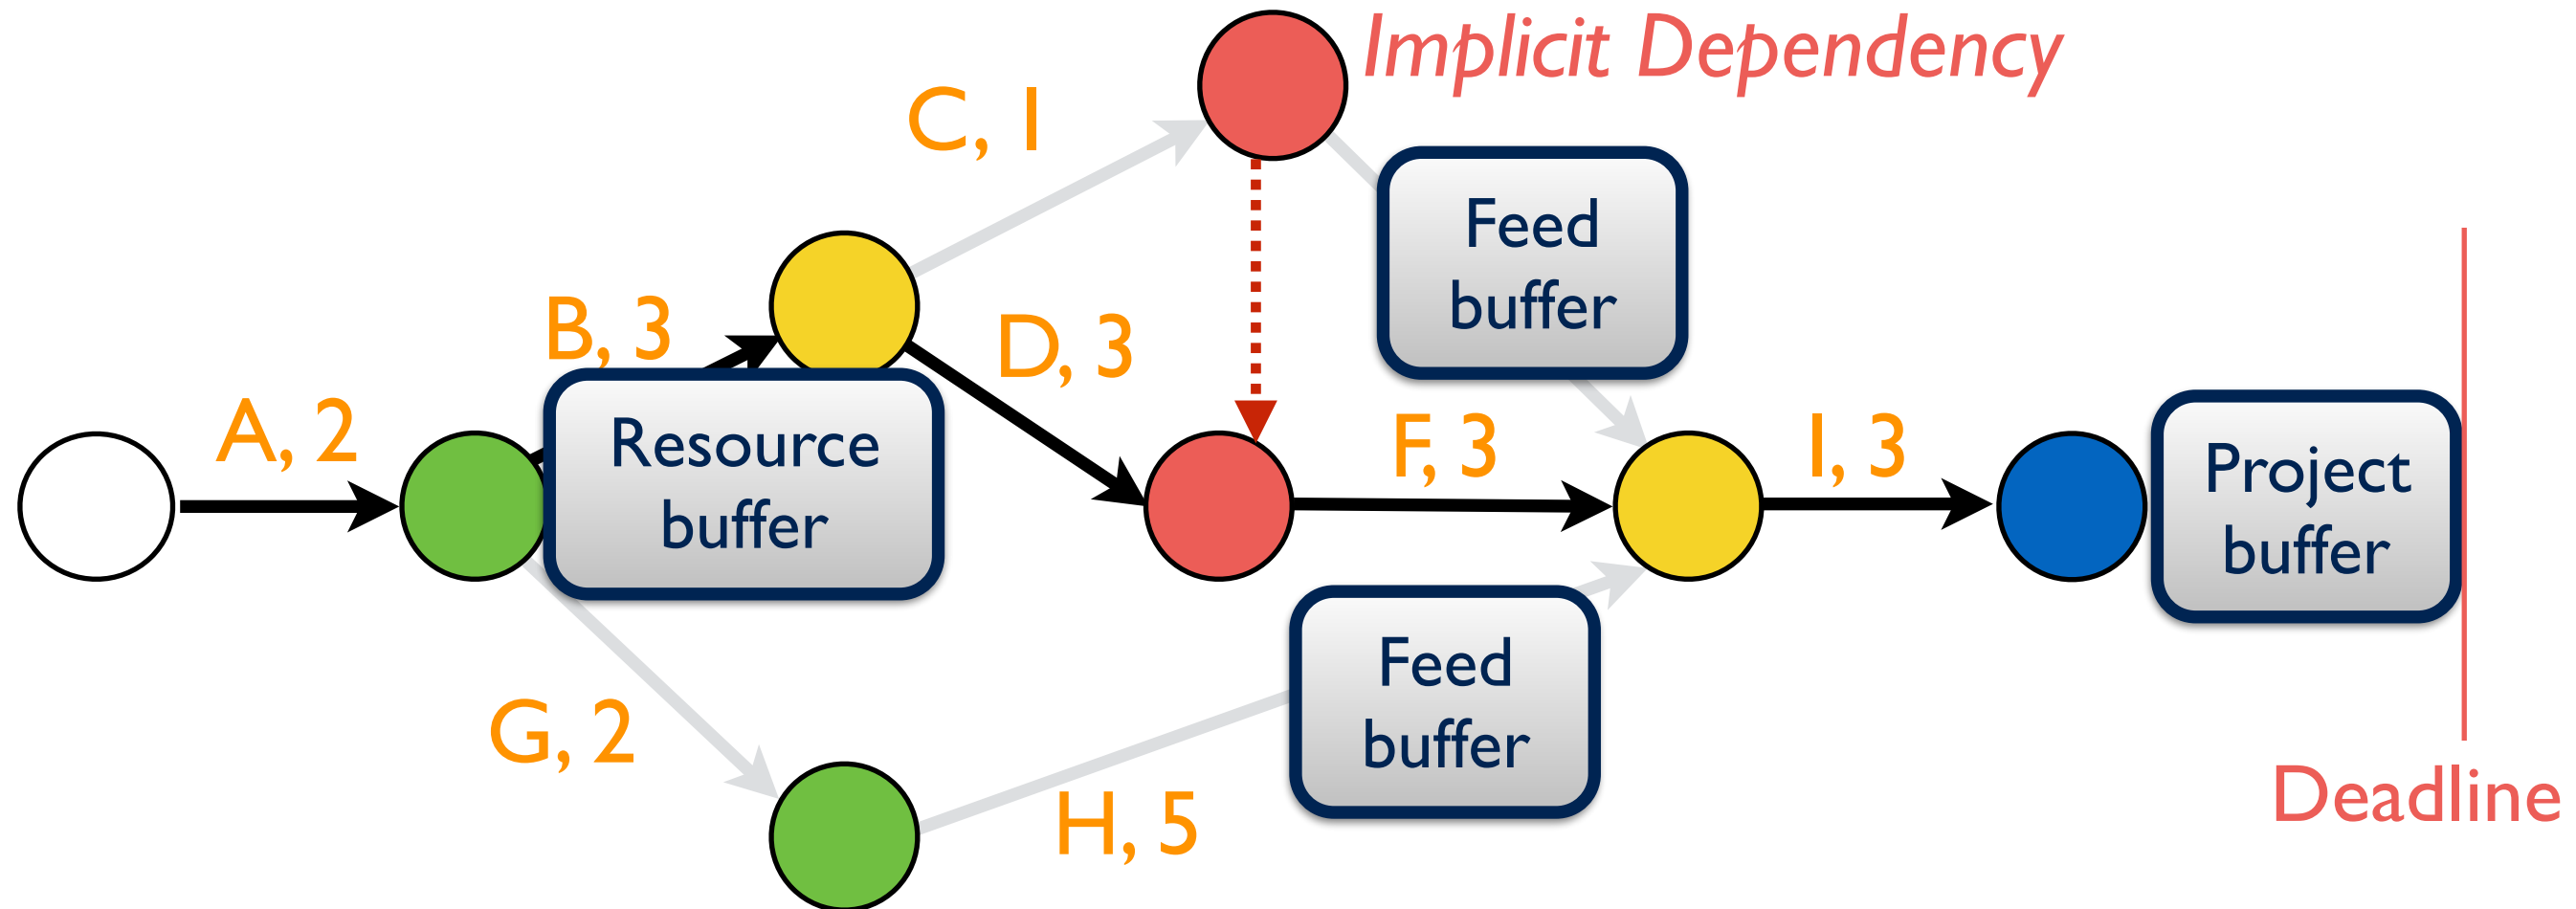 Implicit Dependency
C, 1
Feed
buffer
B, 3
D, 3
A, 2
Resource
buffer
F, 3
I, 3
Project
buffer
G, 2
Feed
buffer
H, 5
Deadline